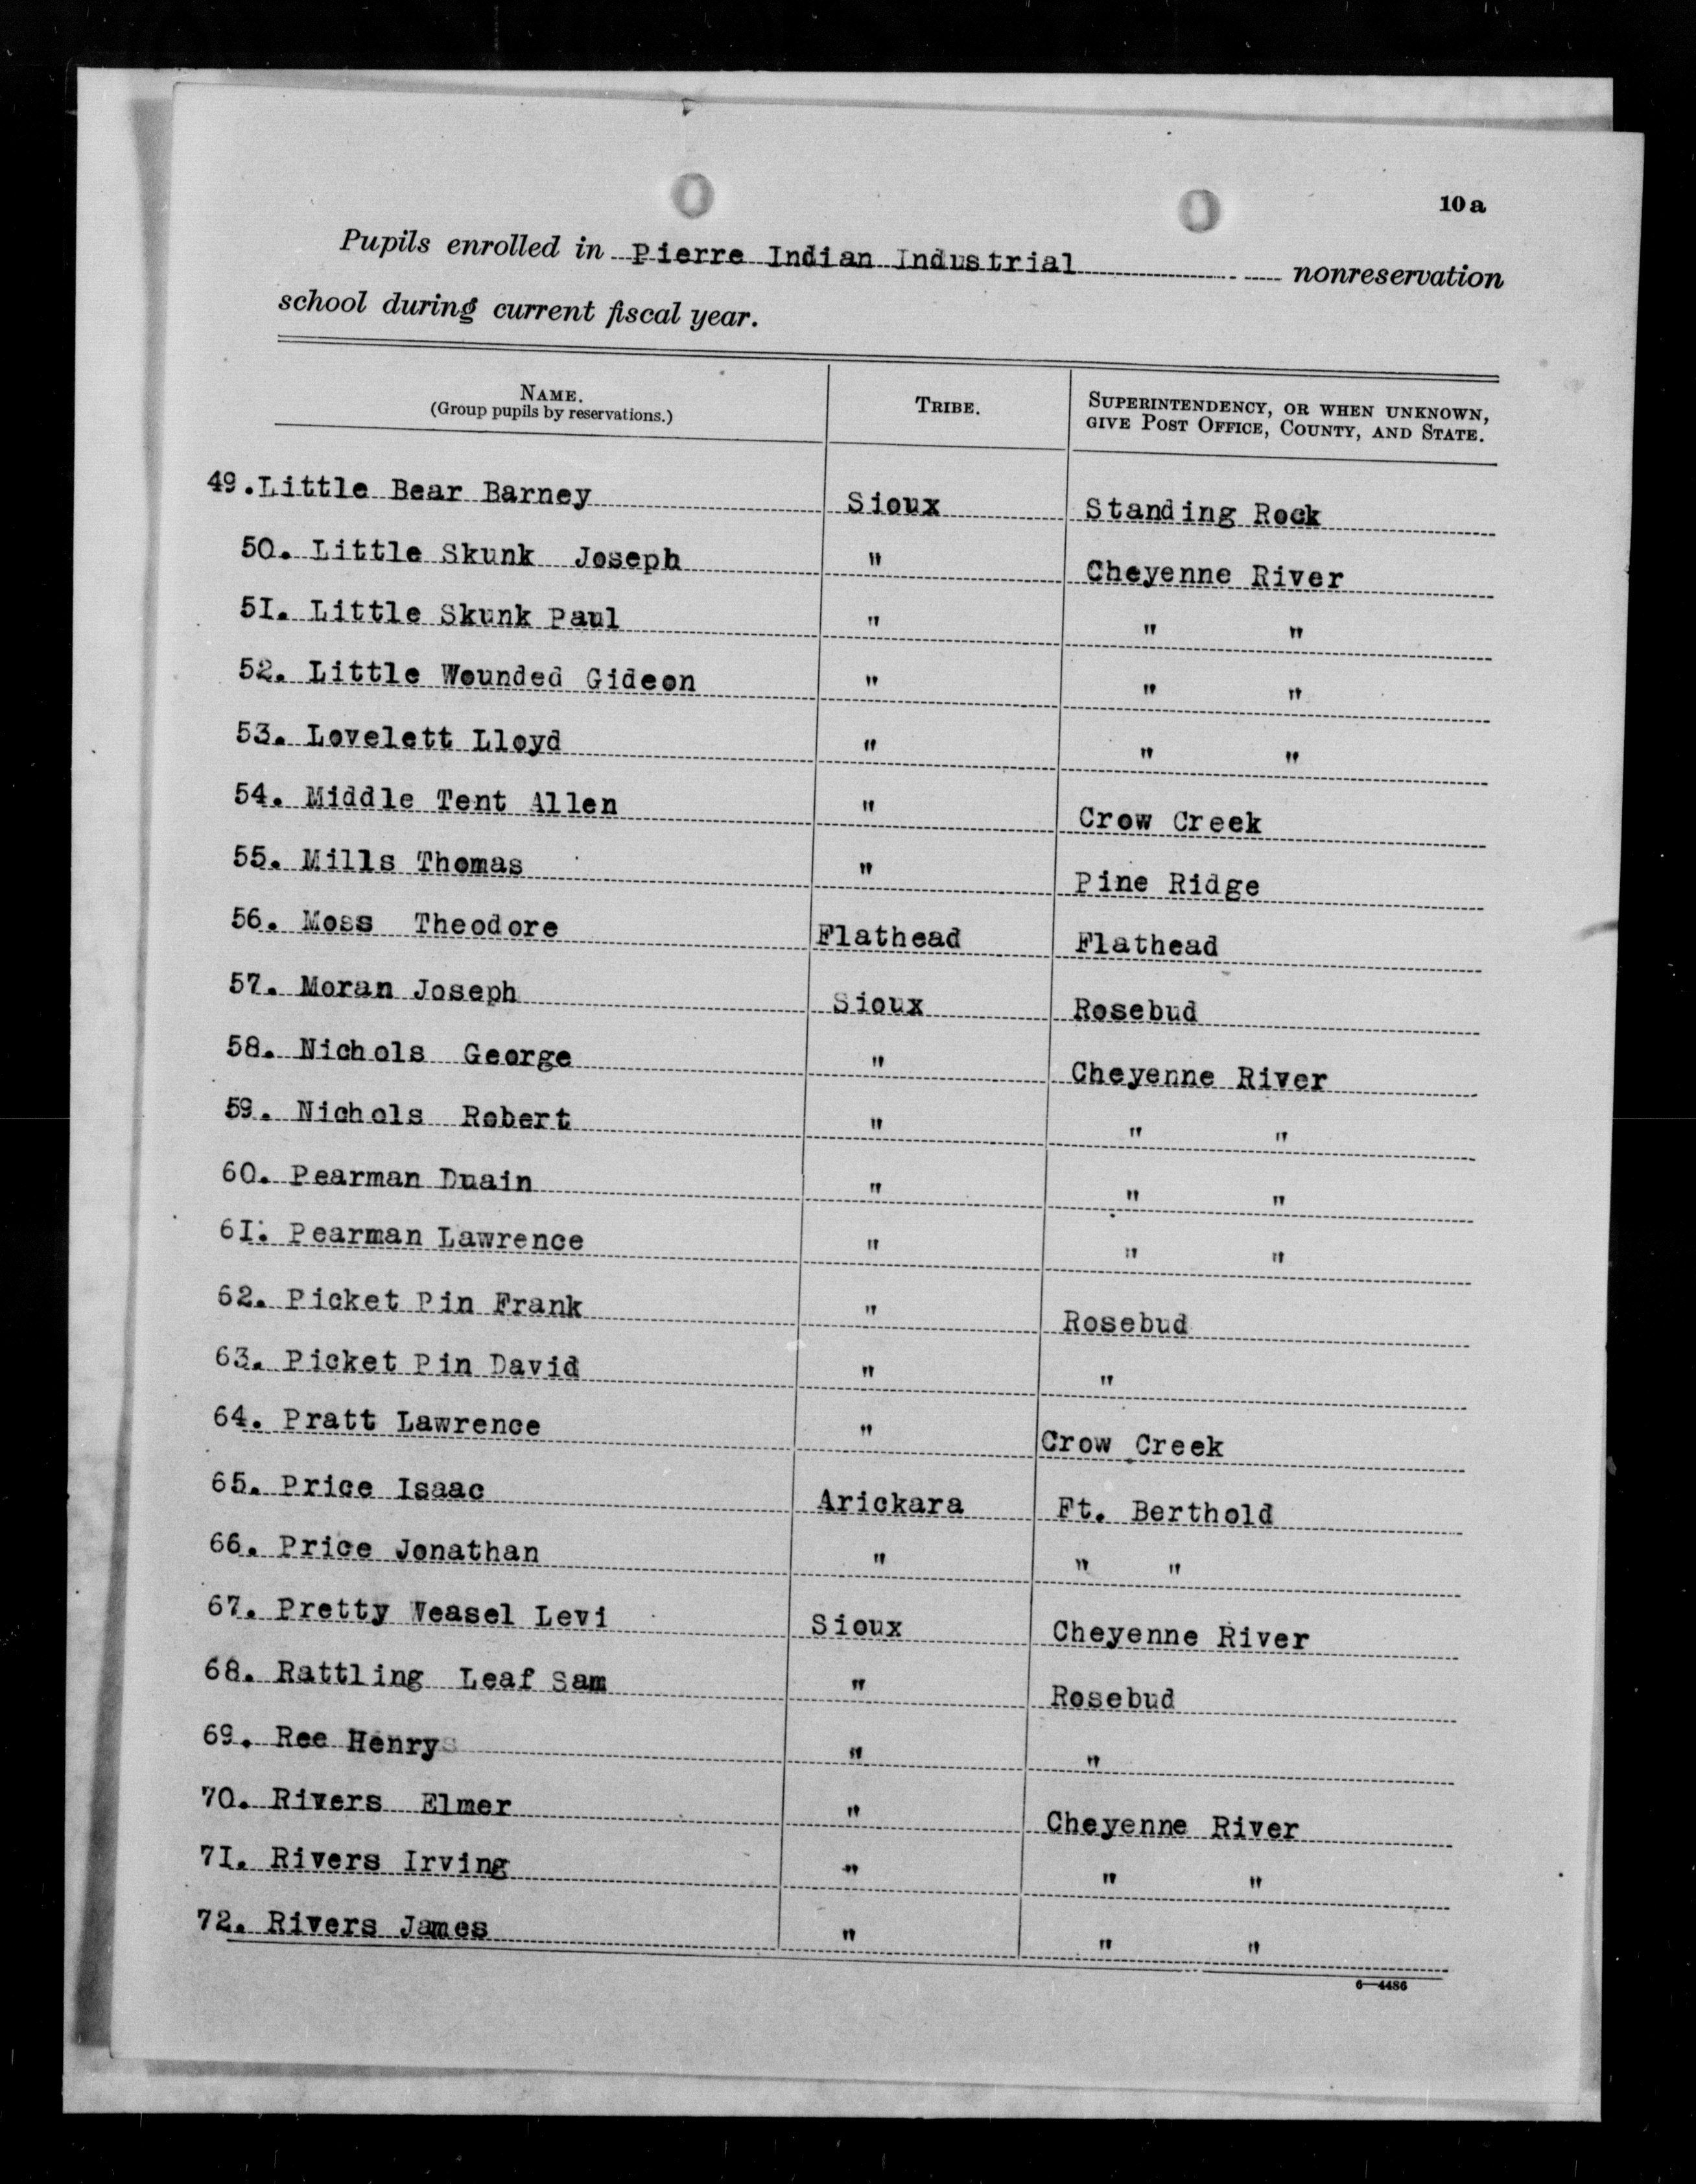 10a
Pupils enrolled in Pierre Indian Industrial nonreservation
school during current fiscal year.
NAME.
(Group pupils by reservations.)
TRIBE.
SUPERINTENDENCY, OR WHEN UNKNOWN,
GIVE POST OFFICE, COUNTY, AND STATE.
49. Little Bear Barney Sioux Standing Rock
50. Little Skunk Joseph " Cheyenne River
51. Little Skunk Paul " " "
52. Little Wounded Gideon " " "
53. Lovelett Lloyd " " "
54. Middle Tent Allen " Crow Creek
55. Mills Thomas " Pine Ridge
56. Moss Theodore Flathead Flathead
57. Moran Joseph Sioux Rosebud
58. Nichols George " Cheyenne River
59. Nichols Robert " " "
60. Pearman Duain " " "
61. Pearman Lawrence " " "
62. Picket Pin Frank " Rosebud
63. Picket Pin David " "
64. Pratt Lawrence " Crow Creek
65. Price Isaac Arickara Ft. Berthold
66. Price Jonathan " " "
67. Pretty Weasel Levi Sioux Cheyenne River
68. Rattling Leaf Sam " Rosebud
69. Ree Henry " "
70. Rivers Elmer " Cheyenne River
71. Rivers Irving " " "
72. Rivers James " " "
6—4486